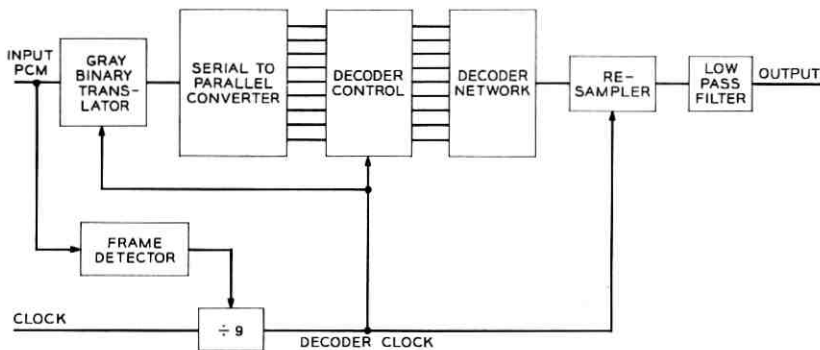 INPUT
PCM
GRAY
BINARY
TRANS-
LATOR
SERIAL TO
PARALLEL
CONVERTER
DECODER
CONTROL
DECODER
NETWORK
RE-
SAMPLER
LOW
PASS
FILTER
OUTPUT
FRAME
DETECTOR
CLOCK
÷ 9
DECODER CLOCK